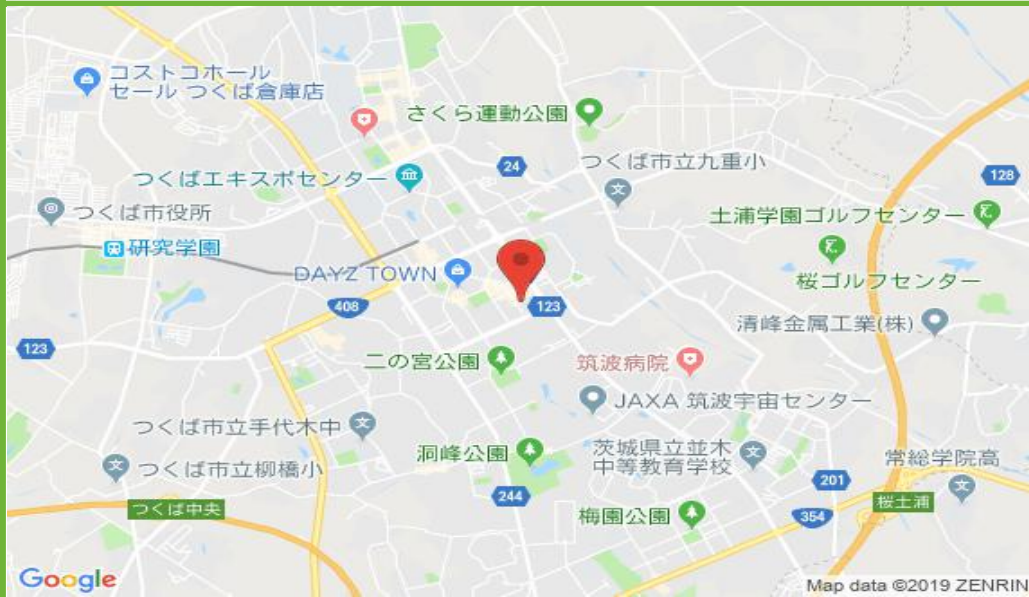 コストコホール
セール つくば倉庫店
さくら運動公園
24
つくば市立九重小
128
つくばエキスポセンター
つくば市役所
土浦学園ゴルフセンター
研究学園
DAYZ TOWN
桜ゴルフセンター
408
123
清峰金属工業(株)
123
二の宮公園
筑波病院
JAXA 筑波宇宙センター
つくば市立手代木中
洞峰公園
茨城県立並木
中等教育学校
つくば市立柳橋小
常総学院高
201
244
つくば中央
桜土浦
梅園公園
354
Google
Map data ©2019 ZENRIN